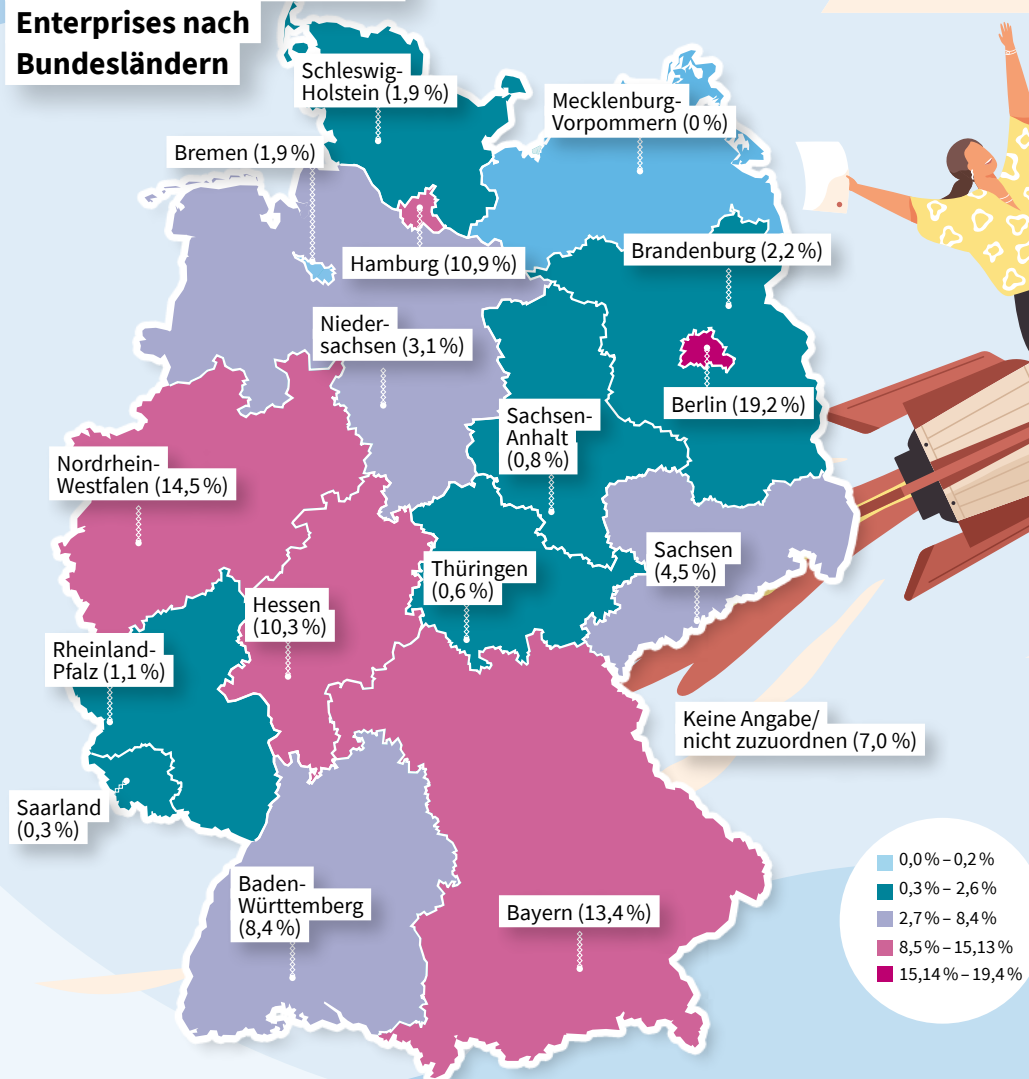 Enterprises nach
Bundesländern
Schleswig-
Holstein (1,9 %)
Mecklenburg-
Vorpommern (0 %)
Bremen (1,9 %)
Hamburg (10,9 %)
Brandenburg (2,2 %)
Nieder-
sachsen (3,1 %)
Berlin (19,2 %)
Sachsen-
Anhalt
(0,8 %)
Nordrhein-
Westfalen (14,5 %)
Sachsen
(4,5 %)
Thüringen
(0,6 %)
Hessen
(10,3 %)
Rheinland-
Pfalz (1,1 %)
Keine Angabe/
nicht zuzuordnen (7,0 %)
Saarland
(0,3 %)
Baden-
Württemberg
(8,4 %)
Bayern (13,4 %)
0,0 % – 0,2 %
0,3 % – 2,6 %
2,7 % – 8,4 %
8,5 % – 15,13 %
15,14 % – 19,4 %